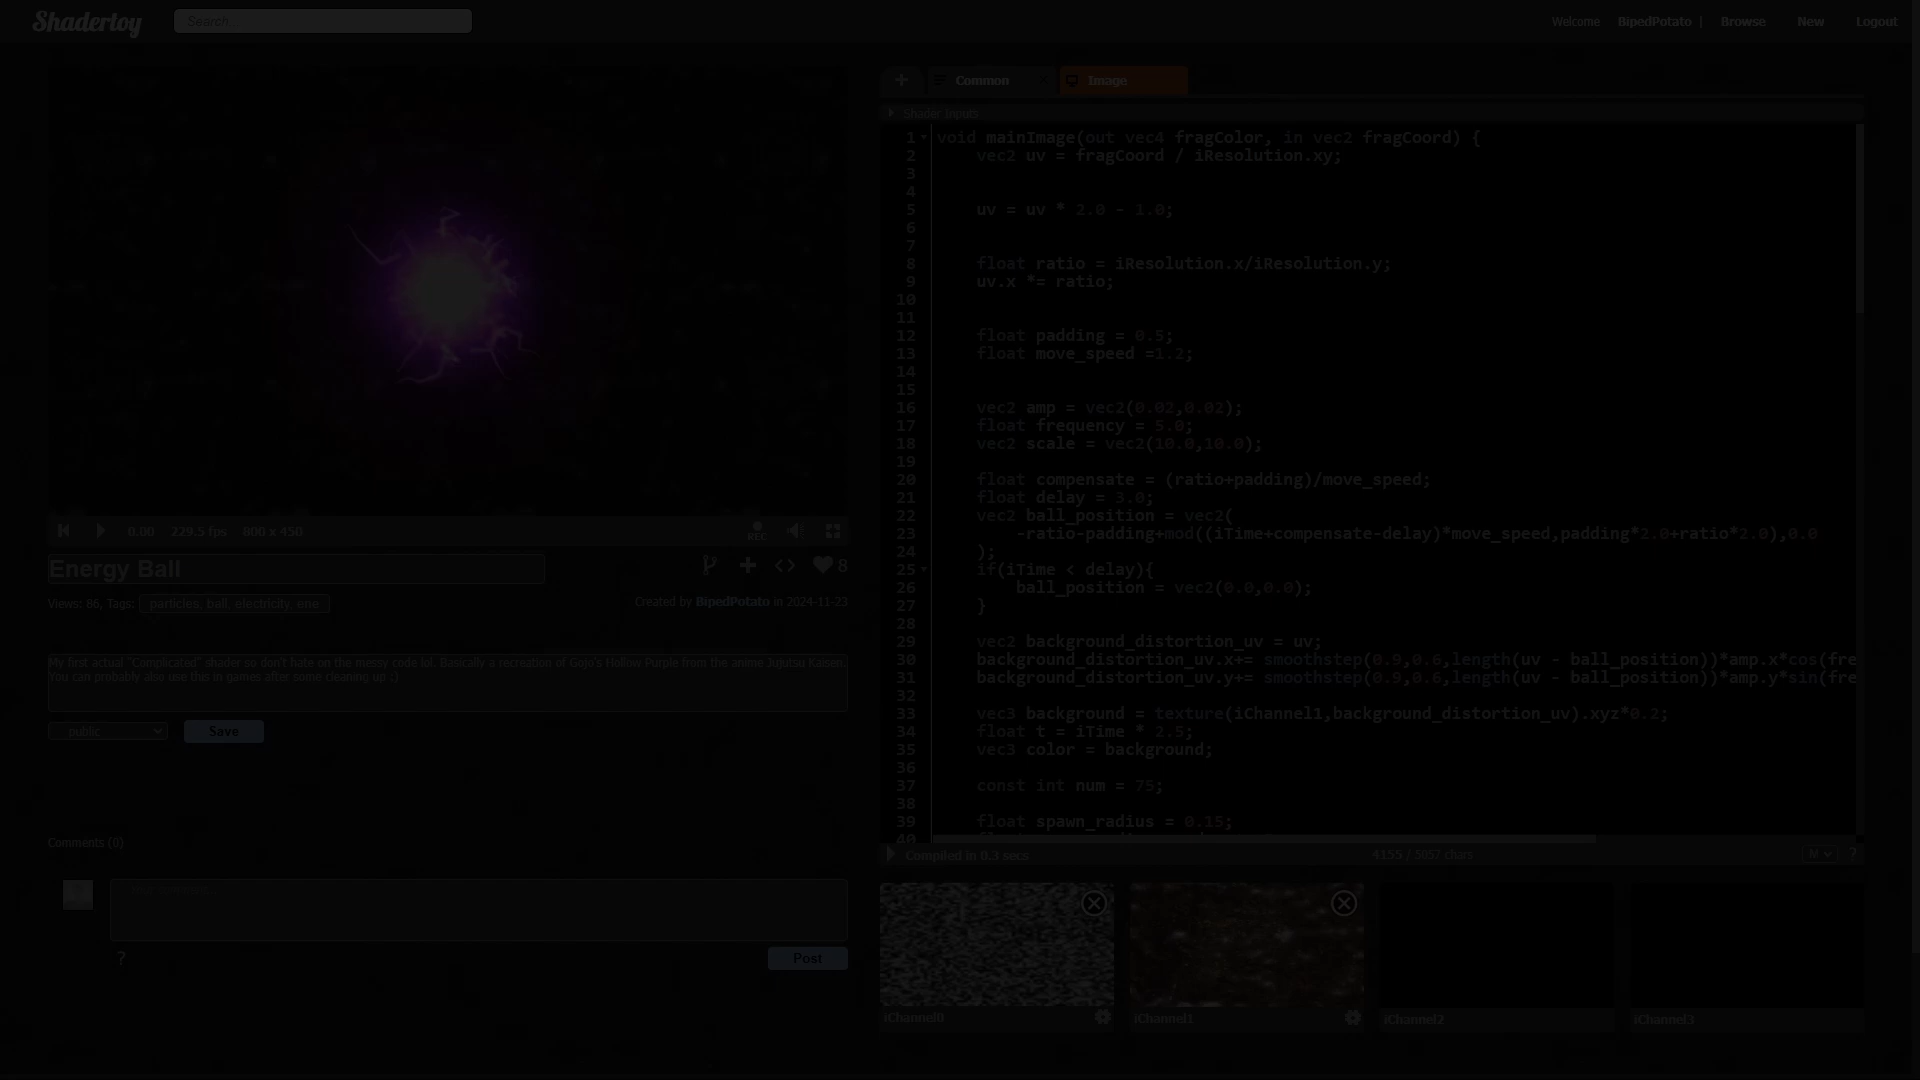 Shadertoy
Search...
Welcome BipedPotato | Browse New Logout
0.00 229.5 fps 800 x 450
REC
Energy Ball
8
Views: 86, Tags: particles, ball, electricity, ene
Created by BipedPotato in 2024-11-23
My first actual "Complicated" shader so don't hate on the messy code lol. Basically a recreation of Gojo's Hollow Purple from the anime Jujutsu Kaisen.
You can probably also use this in games after some cleaning up :)
public
Save
Comments (0)
?
Post
+ Common Image
Shader Inputs
1 void mainImage(out vec4 fragColor, in vec2 fragCoord) {
2 vec2 uv = fragCoord / iResolution.xy;
3
4
5 uv = uv * 2.0 - 1.0;
6
7
8 float ratio = iResolution.x/iResolution.y;
9 uv.x *= ratio;
10
11
12 float padding = 0.5;
13 float move_speed =1.2;
14
15
16 vec2 amp = vec2(0.02,0.02);
17 float frequency = 5.0;
18 vec2 scale = vec2(10.0,10.0);
19
20 float compensate = (ratio+padding)/move_speed;
21 float delay = 3.0;
22 vec2 ball_position = vec2(
23 -ratio-padding+mod((iTime+compensate-delay)*move_speed,padding*2.0+ratio*2.0),0.0
24 );
25 if(iTime < delay){
26 ball_position = vec2(0.0,0.0);
27 }
28
29 vec2 background_distortion_uv = uv;
30 background_distortion_uv.x+= smoothstep(0.9,0.6,length(uv - ball_position))*amp.x*cos(fre
31 background_distortion_uv.y+= smoothstep(0.9,0.6,length(uv - ball_position))*amp.y*sin(fre
32
33 vec3 background = texture(iChannel1,background_distortion_uv).xyz*0.2;
34 float t = iTime * 2.5;
35 vec3 color = background;
36
37 const int num = 75;
38
39 float spawn_radius = 0.15;
40
Compiled in 0.3 secs
4155 / 5057 chars
M
?
iChannel0
iChannel1
iChannel2
iChannel3